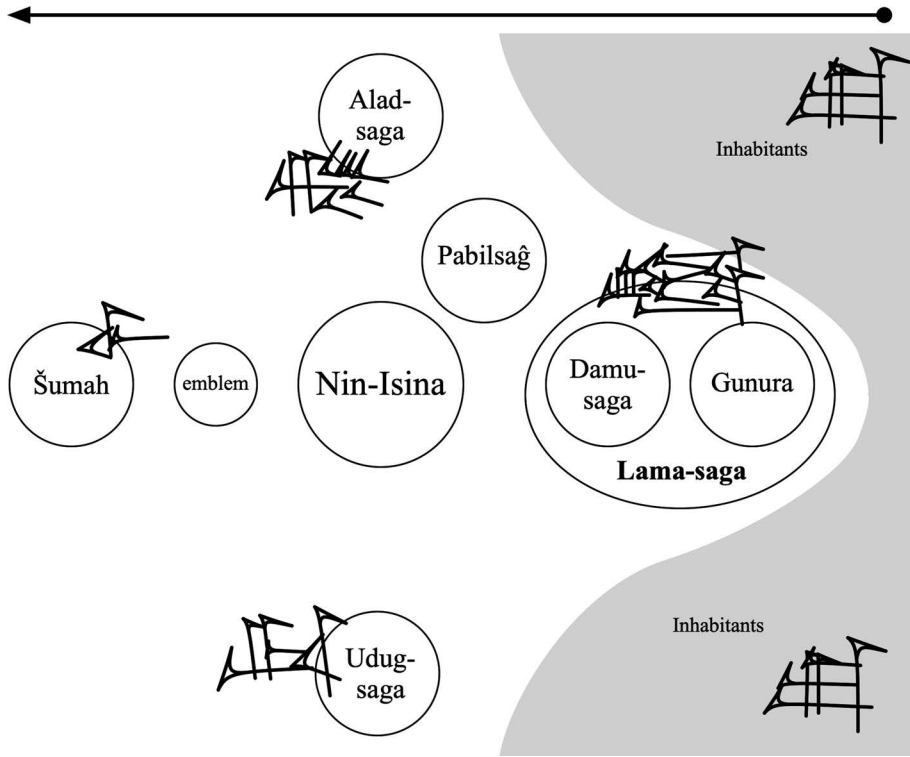 Alad-
saga
Inhabitants
Pabilsaĝ
Šumah
emblem
Nin-Isina
Damu-
saga
Gunura
Lama-saga
Inhabitants
Udug-
saga